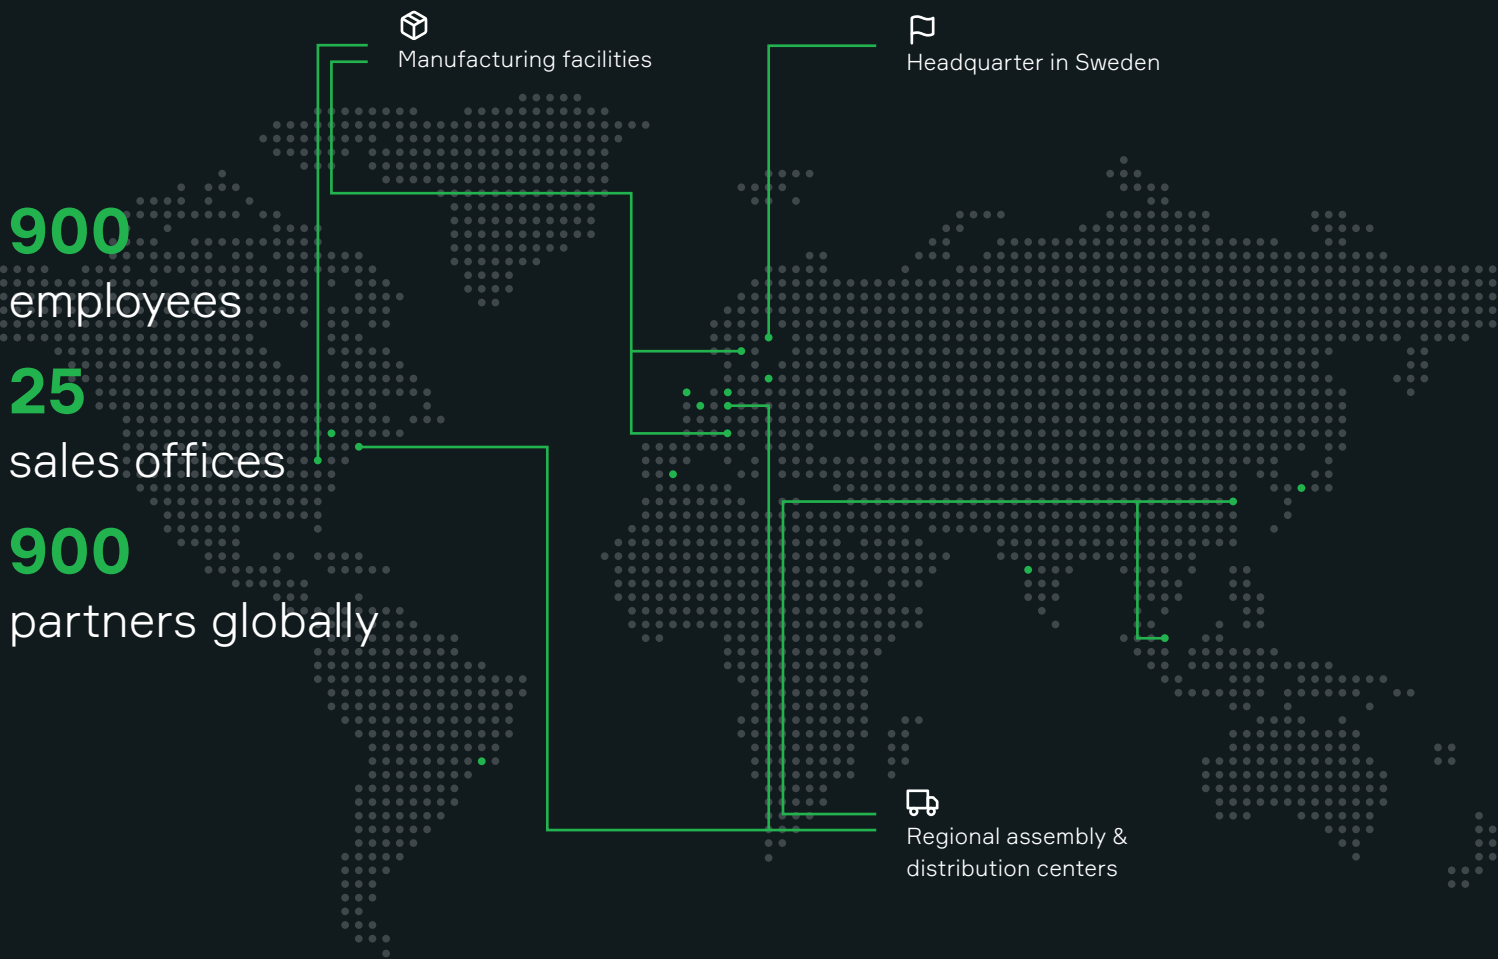 Manufacturing facilities
Headquarter in Sweden
900
employees
25
sales offices
900
partners globally
Regional assembly &
distribution centers